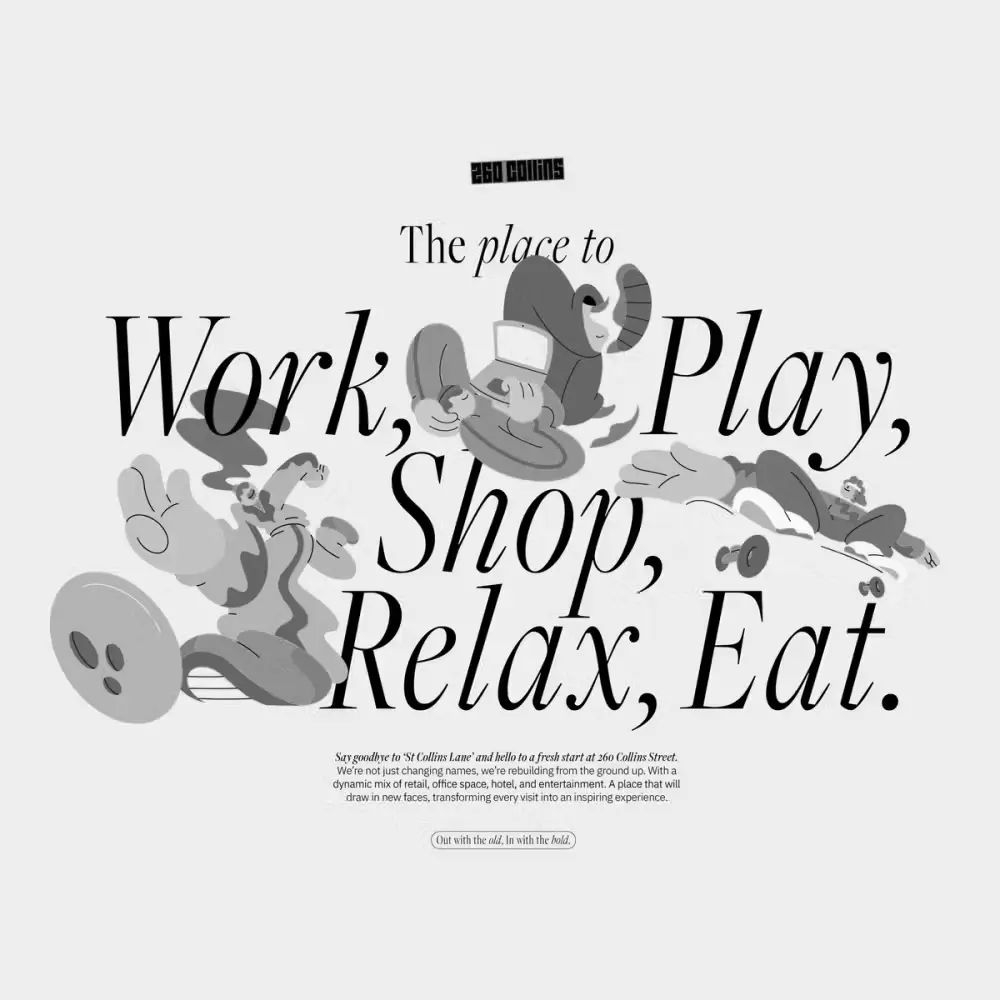 260 COLLINS
The place to
Work, Play,
Shop,
Relax, Eat.
Say goodbye to ‘St Collins Lane’ and hello to a fresh start at 260 Collins Street.
We’re not just changing names, we’re rebuilding from the ground up. With a
dynamic mix of retail, office space, hotel, and entertainment. A place that will
draw in new faces, transforming every visit into an inspiring experience.
Out with the old, In with the bold.